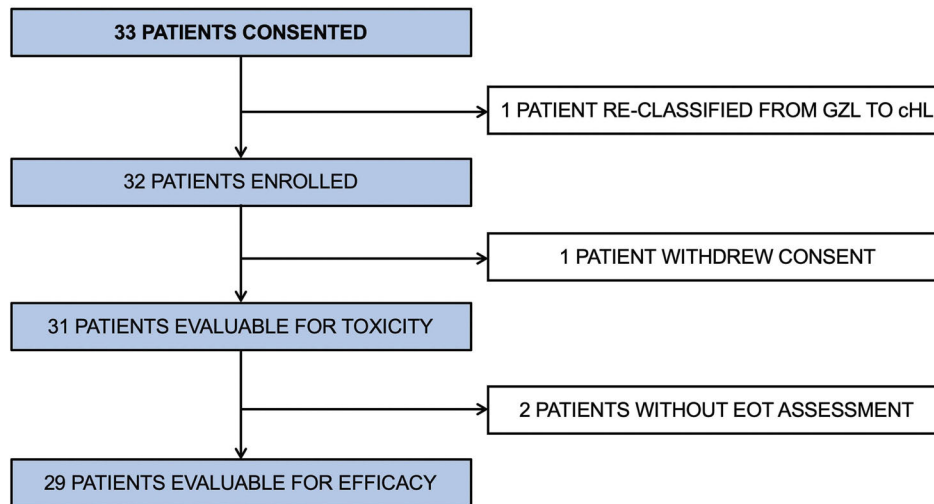 33 PATIENTS CONSENTED
1 PATIENT RE-CLASSIFIED FROM GZL TO cHL
32 PATIENTS ENROLLED
1 PATIENT WITHDREW CONSENT
31 PATIENTS EVALUABLE FOR TOXICITY
2 PATIENTS WITHOUT EOT ASSESSMENT
29 PATIENTS EVALUABLE FOR EFFICACY